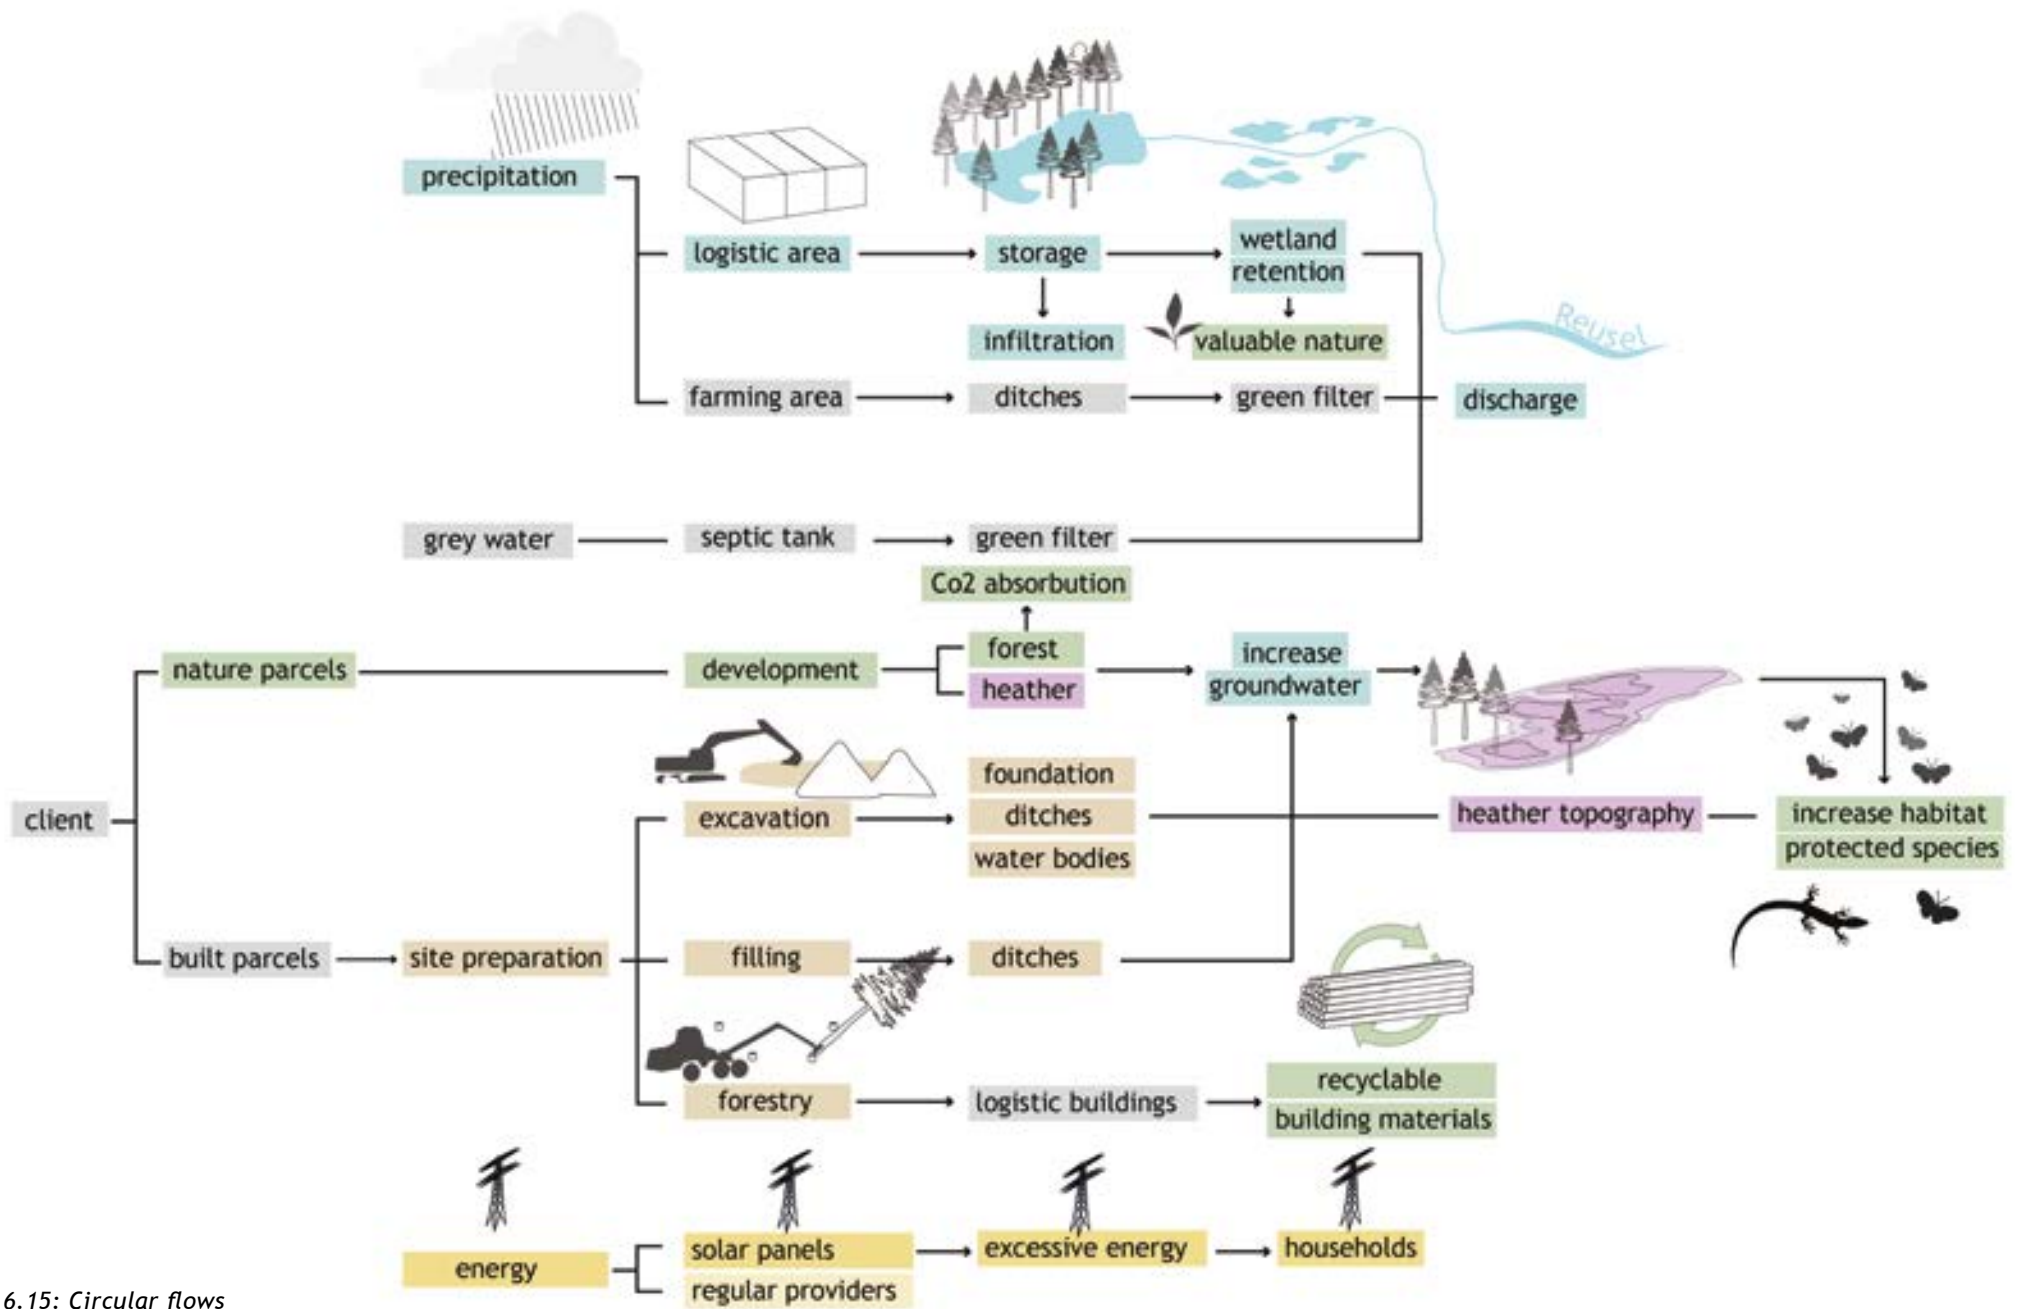 precipitation
logistic area
storage
wetland
retention
infiltration
valuable nature
Reusel
farming area
ditches
green filter
discharge
grey water
septic tank
green filter
Co2 absorbution
nature parcels
development
forest
heather
increase
groundwater
client
excavation
foundation
ditches
water bodies
heather topography
increase habitat
protected species
built parcels
site preparation
filling
ditches
forestry
logistic buildings
recyclable
building materials
energy
solar panels
regular providers
excessive energy
households
6.15: Circular flows